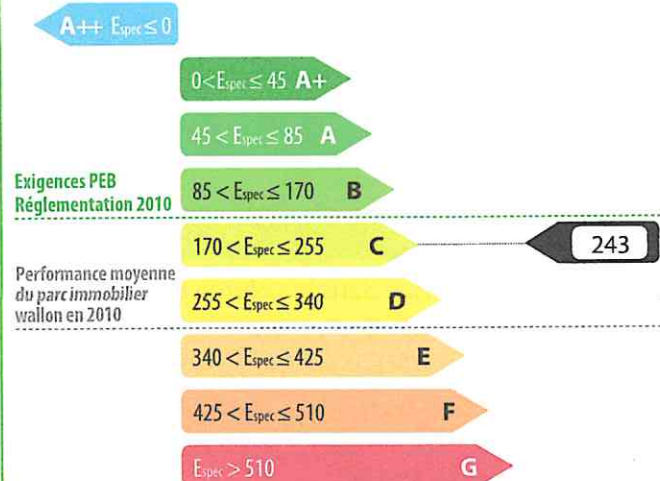 A++ Espec ≤ 0
0 < Espec ≤ 45 A+
45 < Espec ≤ 85 A
Exigences PEB
Réglementation 2010
85 < Espec ≤ 170 B
170 < Espec ≤ 255 C
243
Performance moyenne
du parc immobilier
wallon en 2010
255 < Espec ≤ 340 D
340 < Espec ≤ 425 E
425 < Espec ≤ 510 F
Espec > 510 G